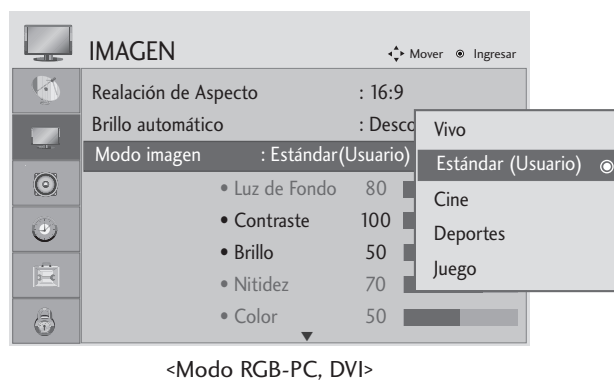 IMAGEN Mover Ingresar
Realación de Aspecto : 16:9
Brillo automático : Desco
Modo imagen : Estándar(Usuario)
• Luz de Fondo 80
• Contraste 100
• Brillo 50
• Nitidez 70
• Color 50
Vivo
Estándar (Usuario)
Cine
Deportes
Juego
<Modo RGB-PC, DVI>